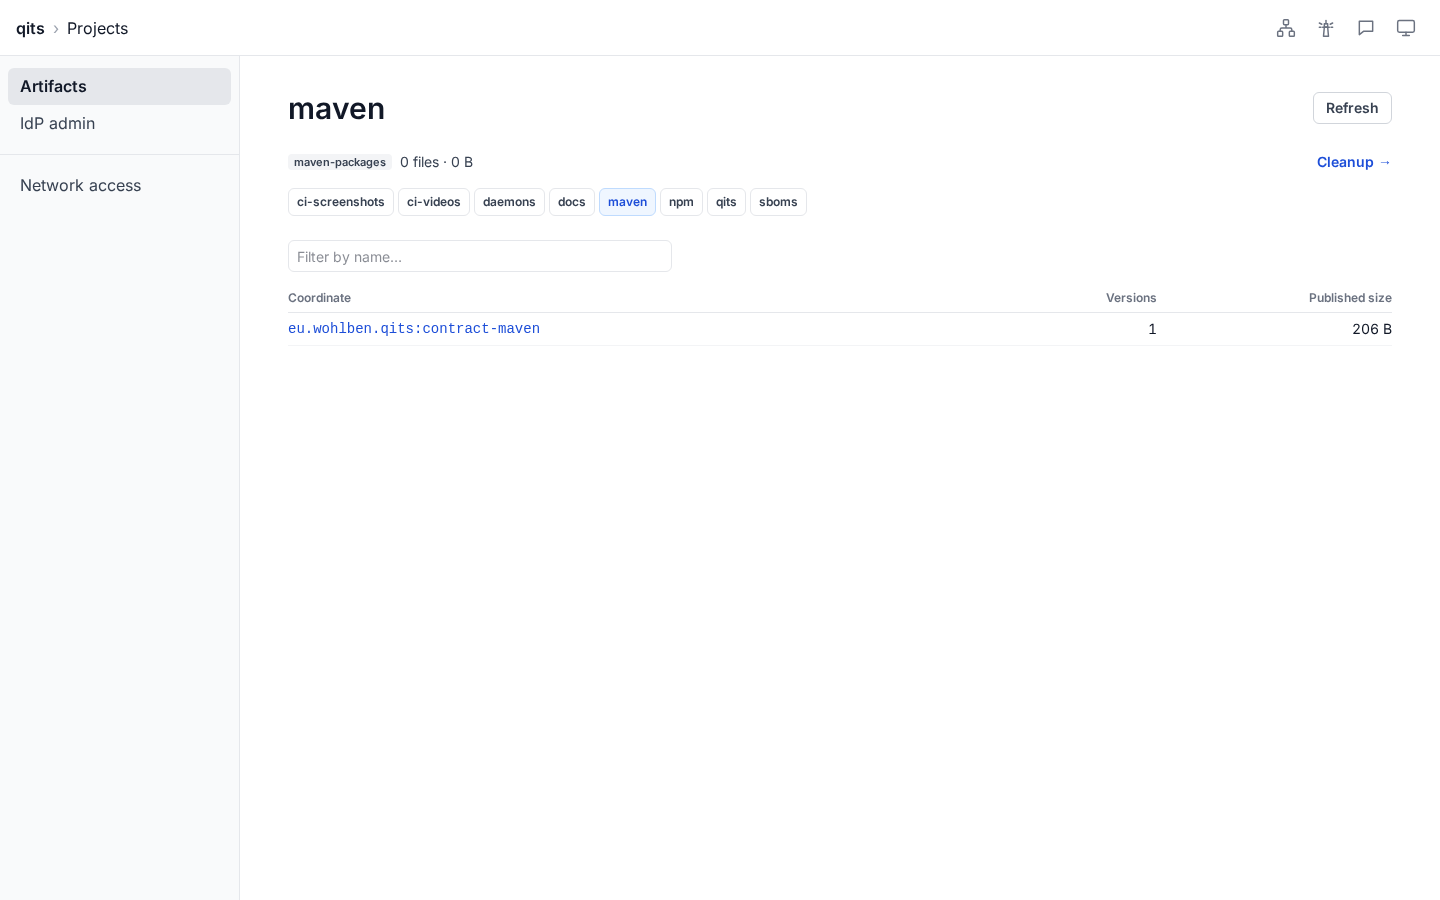 qits › Projects
Artifacts
IdP admin
Network access
maven
Refresh
maven-packages 0 files · 0 B
Cleanup →
ci-screenshots ci-videos daemons docs maven npm qits sboms
Filter by name...
Coordinate Versions Published size
eu.wohlben.qits:contract-maven 1 206 B